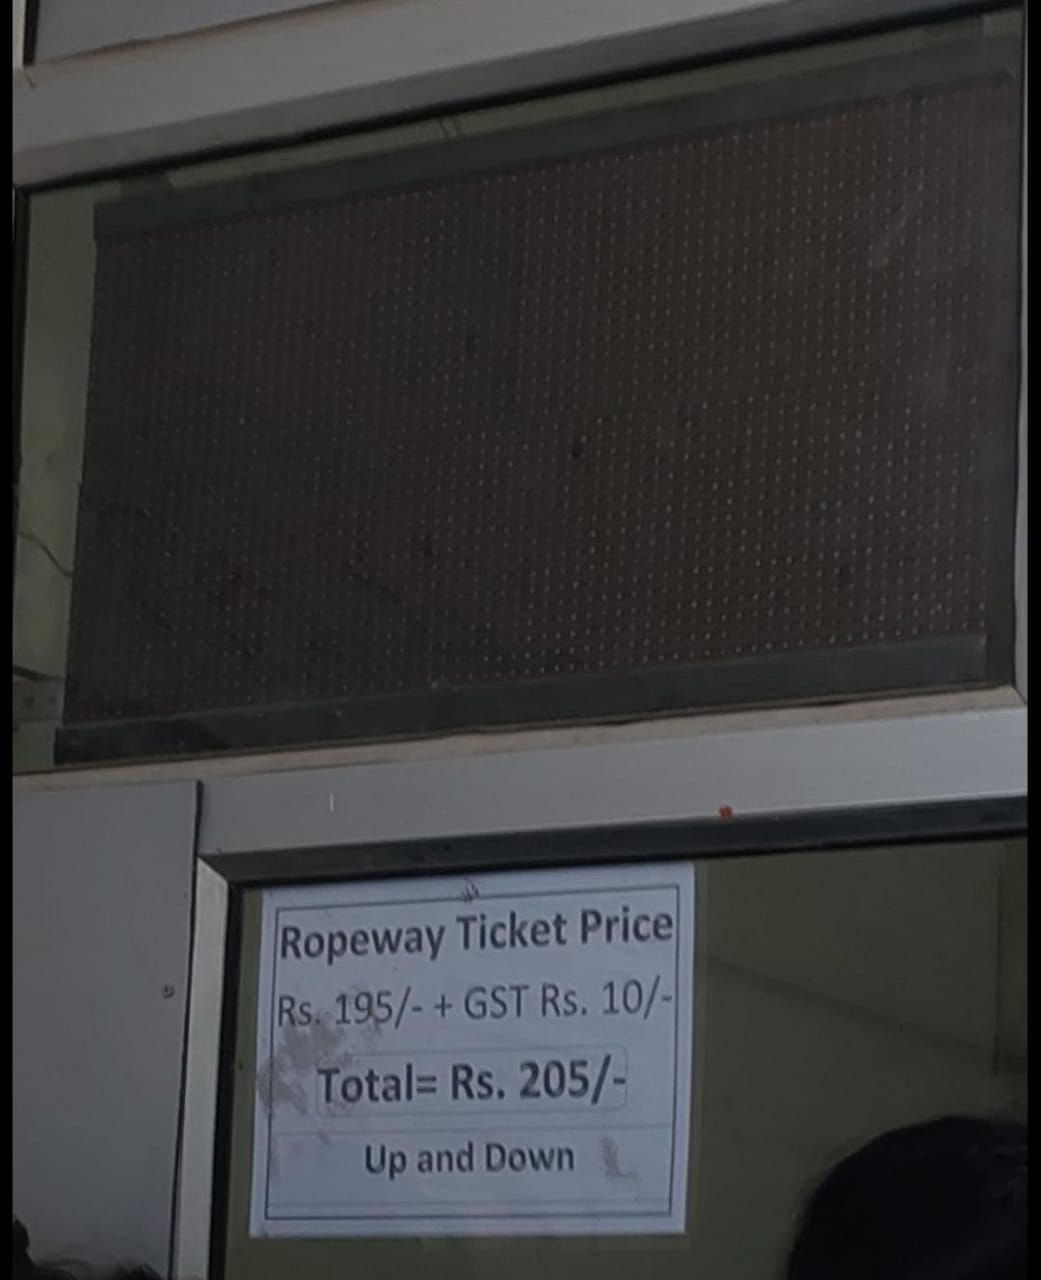 Ropeway Ticket Price
Rs. 195/- + GST Rs. 10/-
Total= Rs. 205/-
Up and Down